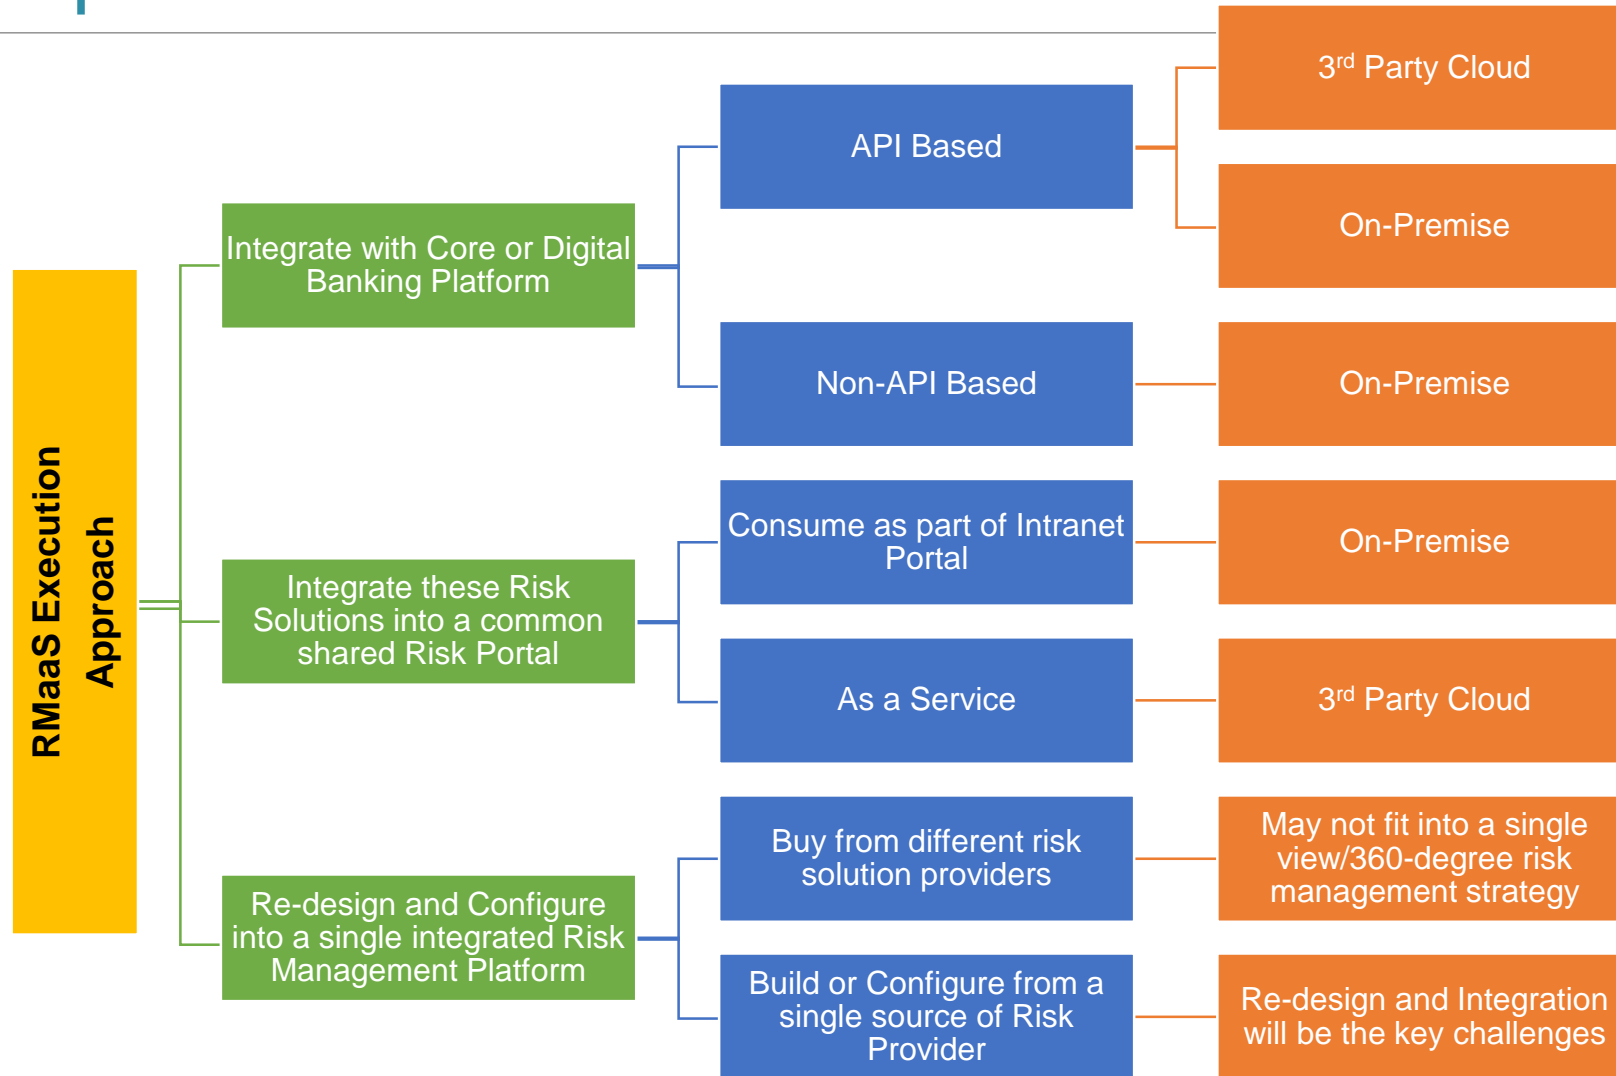 RMaaS Execution
Approach
Integrate with Core or Digital
Banking Platform
API Based
3rd Party Cloud
On-Premise
Non-API Based
On-Premise
Integrate these Risk
Solutions into a common
shared Risk Portal
Consume as part of Intranet
Portal
On-Premise
As a Service
3rd Party Cloud
Re-design and Configure
into a single integrated Risk
Management Platform
Buy from different risk
solution providers
May not fit into a single
view/360-degree risk
management strategy
Build or Configure from a
single source of Risk
Provider
Re-design and Integration
will be the key challenges